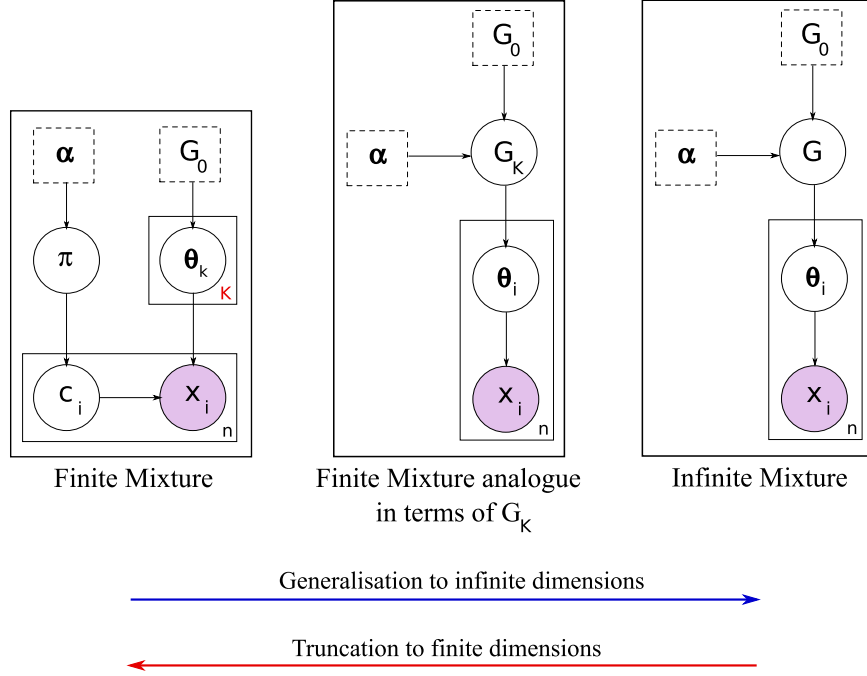 α
G0
π
θk
K
ci
xi
n
Finite Mixture
G0
α
GK
θi
xi
n
Finite Mixture analogue
in terms of GK
G0
α
G
θi
xi
n
Infinite Mixture
Generalisation to infinite dimensions
Truncation to finite dimensions